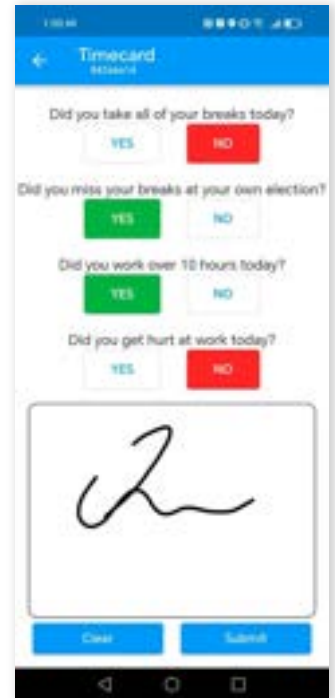 Timecard
Did you take all of your breaks today?
YES NO
Did you miss your breaks at your own election?
YES NO
Did you work over 10 hours today?
YES NO
Did you get hurt at work today?
YES NO
Clear Submit